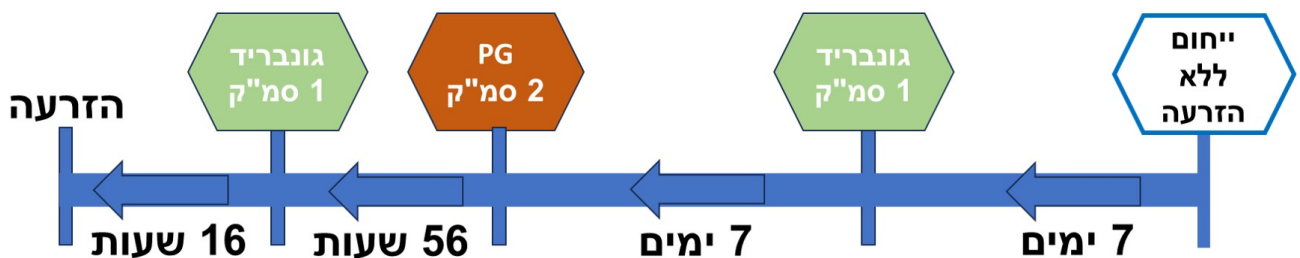 ייחום
ללא
הזרעה
גונבריד
1 סמ"ק
PG
2 סמ"ק
גונבריד
1 סמ"ק
הזרעה
7 ימים
7 ימים
56 שעות
16 שעות